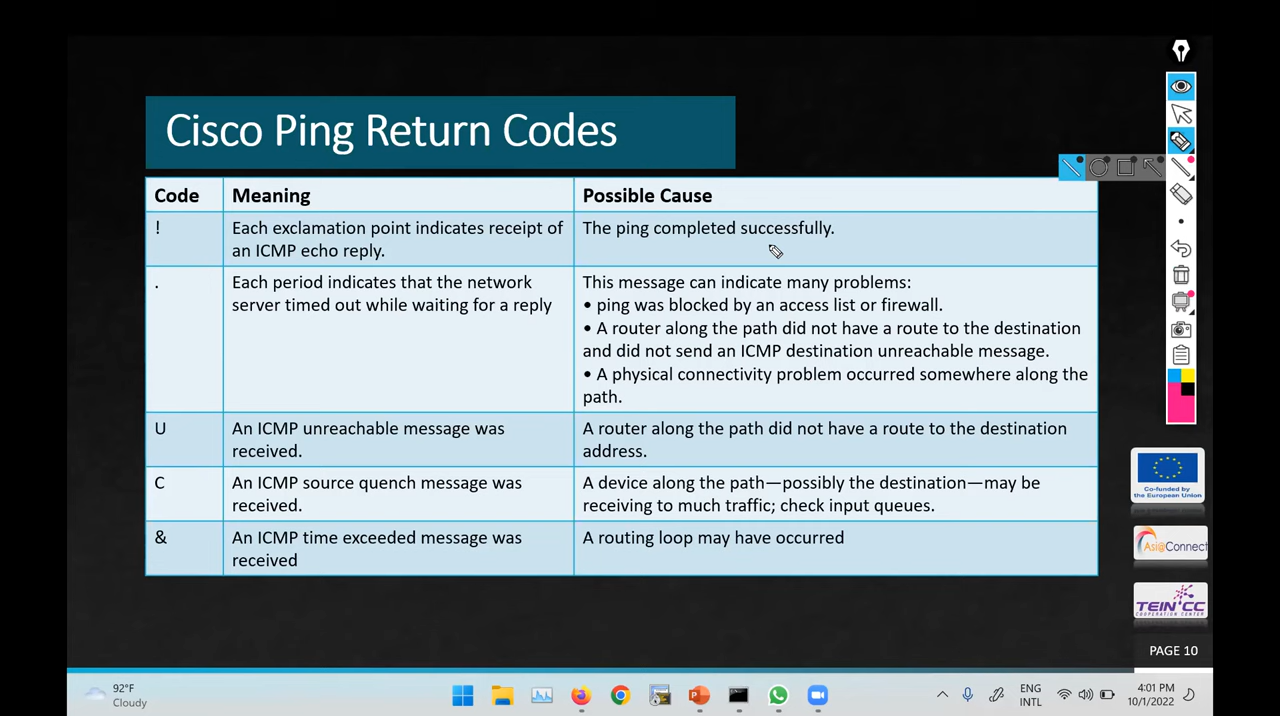 Cisco Ping Return Codes
Code Meaning Possible Cause
! Each exclamation point indicates receipt of The ping completed successfully.
an ICMP echo reply.
. Each period indicates that the network This message can indicate many problems:
server timed out while waiting for a reply • ping was blocked by an access list or firewall.
• A router along the path did not have a route to the destination
and did not send an ICMP destination unreachable message.
• A physical connectivity problem occurred somewhere along the
path.
U An ICMP unreachable message was A router along the path did not have a route to the destination
received. address.
C An ICMP source quench message was A device along the path—possibly the destination—may be
received. receiving to much traffic; check input queues.
& An ICMP time exceeded message was A routing loop may have occurred
received
Co-funded by
the European Union
Asi@Connect
TEIN*CC
COOPERATION CENTER
PAGE 10
92°F
Cloudy
ENG
INTL
4:01 PM
10/1/2022